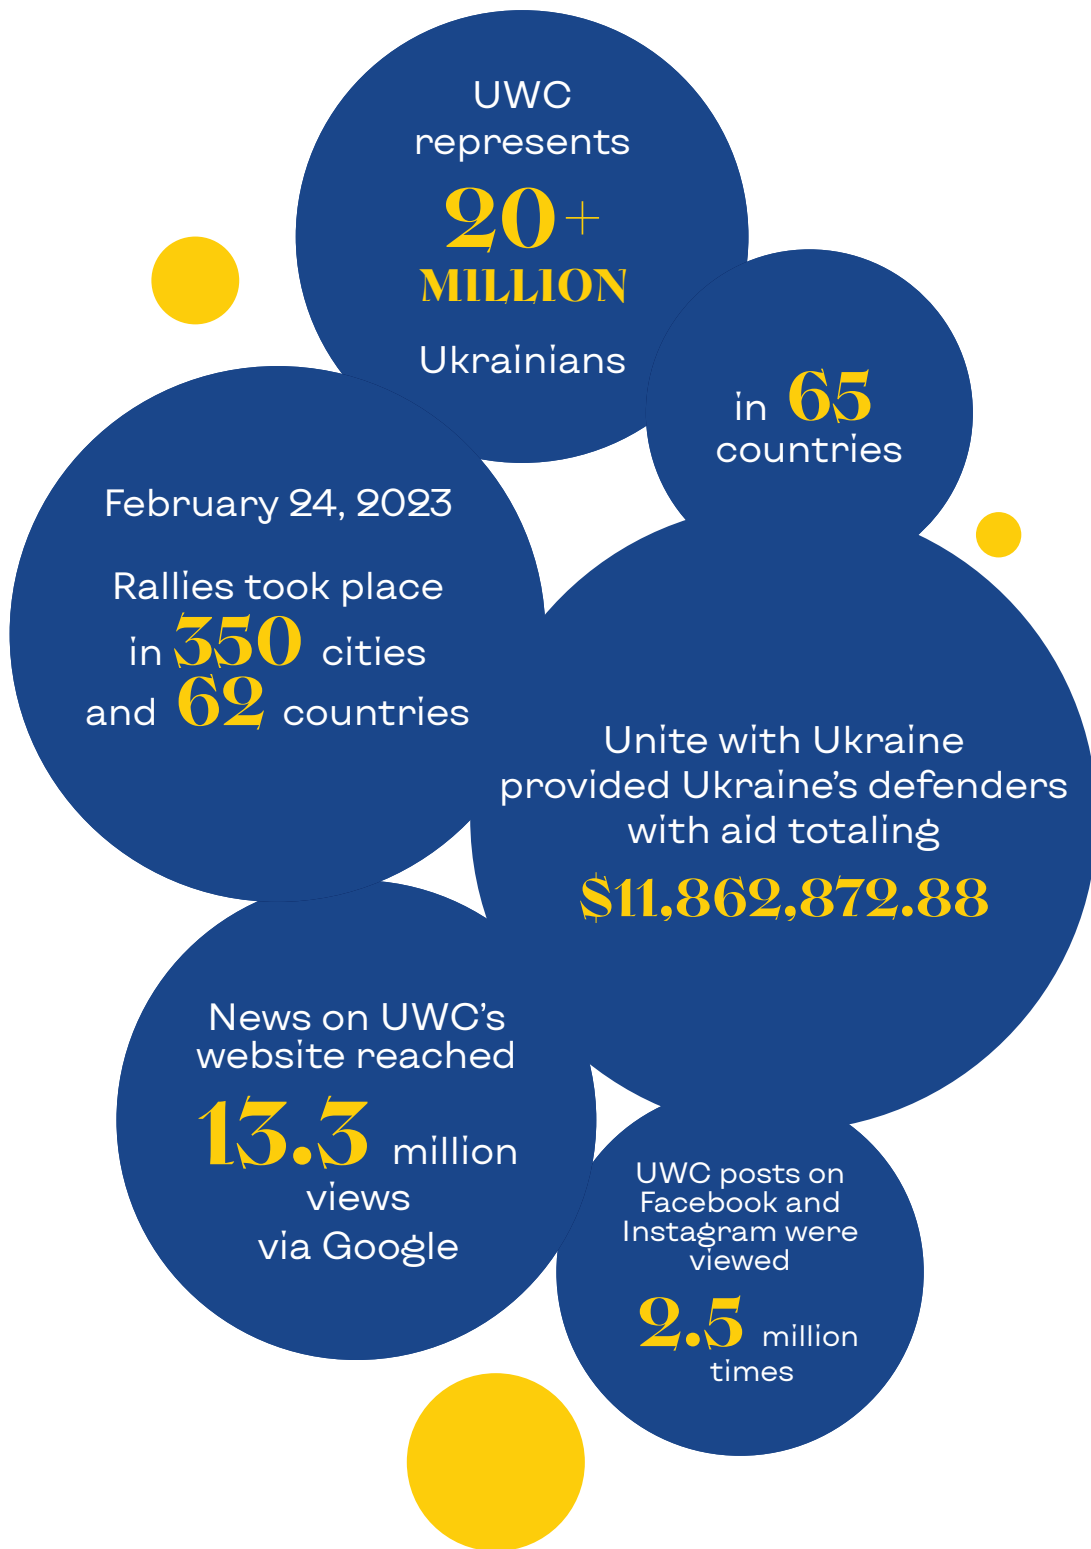 UWC
represents
20+
MILLION
Ukrainians
in 65
countries
February 24, 2023
Rallies took place
in 350 cities
and 62 countries
Unite with Ukraine
provided Ukraine’s defenders
with aid totaling
$11,862,872.88
News on UWC’s
website reached
13.3 million
views
via Google
UWC posts on
Facebook and
Instagram were
viewed
2.5 million
times